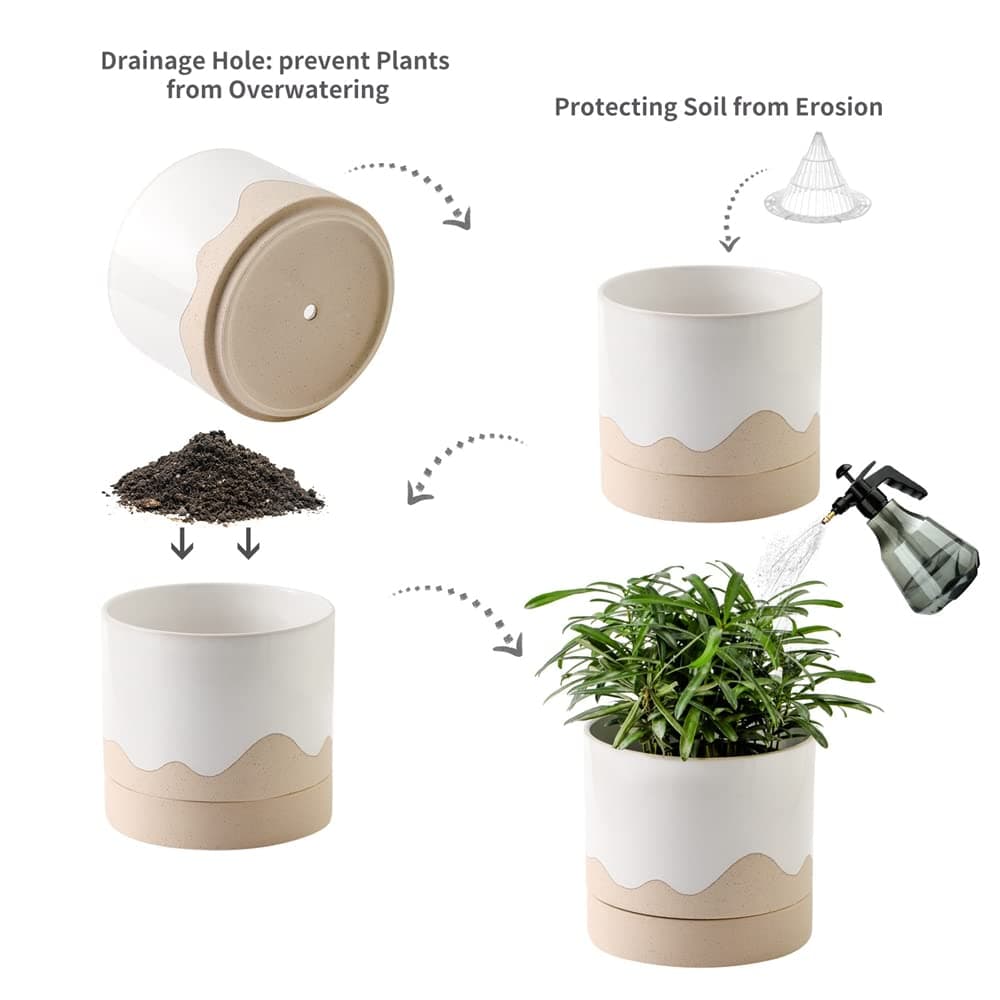 Drainage Hole: prevent Plants
from Overwatering
Protecting Soil from Erosion